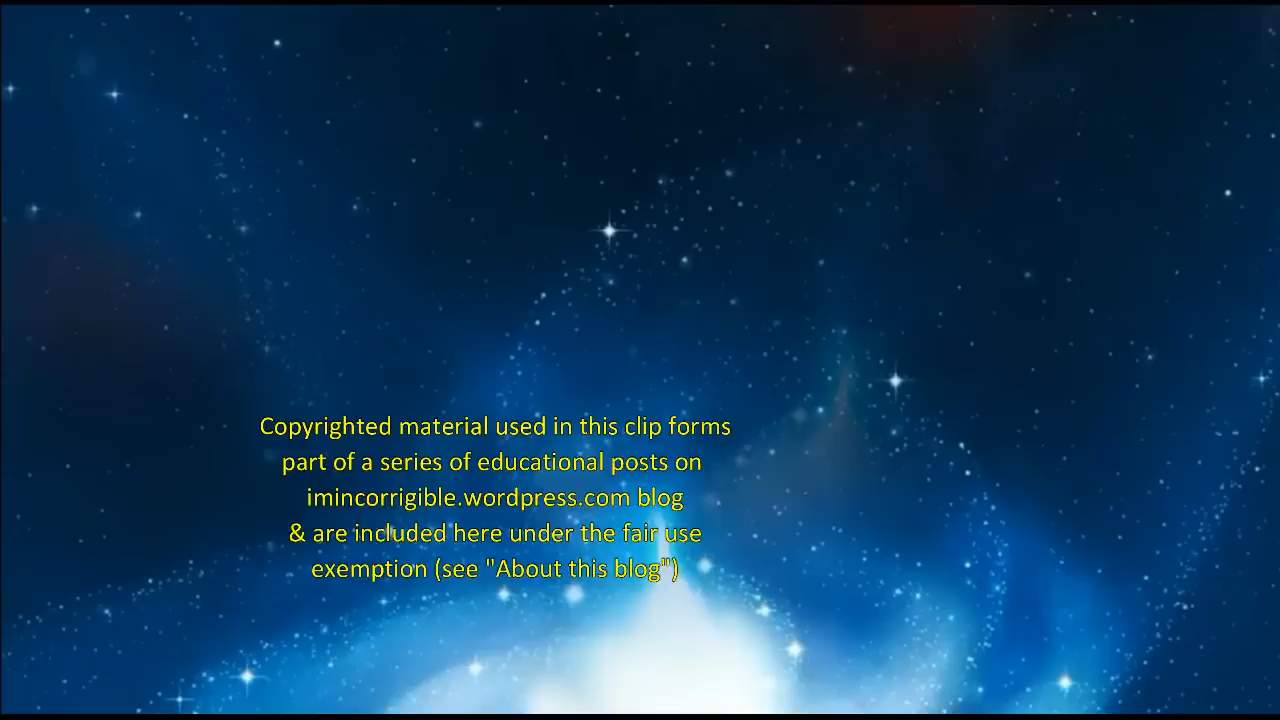 Copyrighted material used in this clip forms
part of a series of educational posts on
imincorrigible.wordpress.com blog
& are included here under the fair use
exemption (see "About this blog")